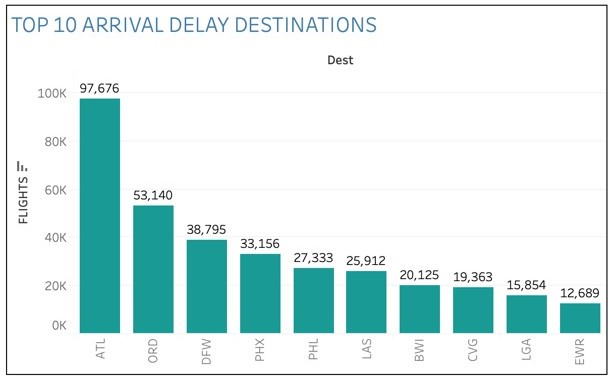 TOP 10 ARRIVAL DELAY DESTINATIONS
Dest
97,676
53,140
38,795
33,156
27,333
25,912
20,125
19,363
15,854
12,689
100K
80K
60K
40K
20K
0K
FLIGHTS
ATL
ORD
DFW
PHX
PHL
LAS
BWI
CVG
LGA
EWR